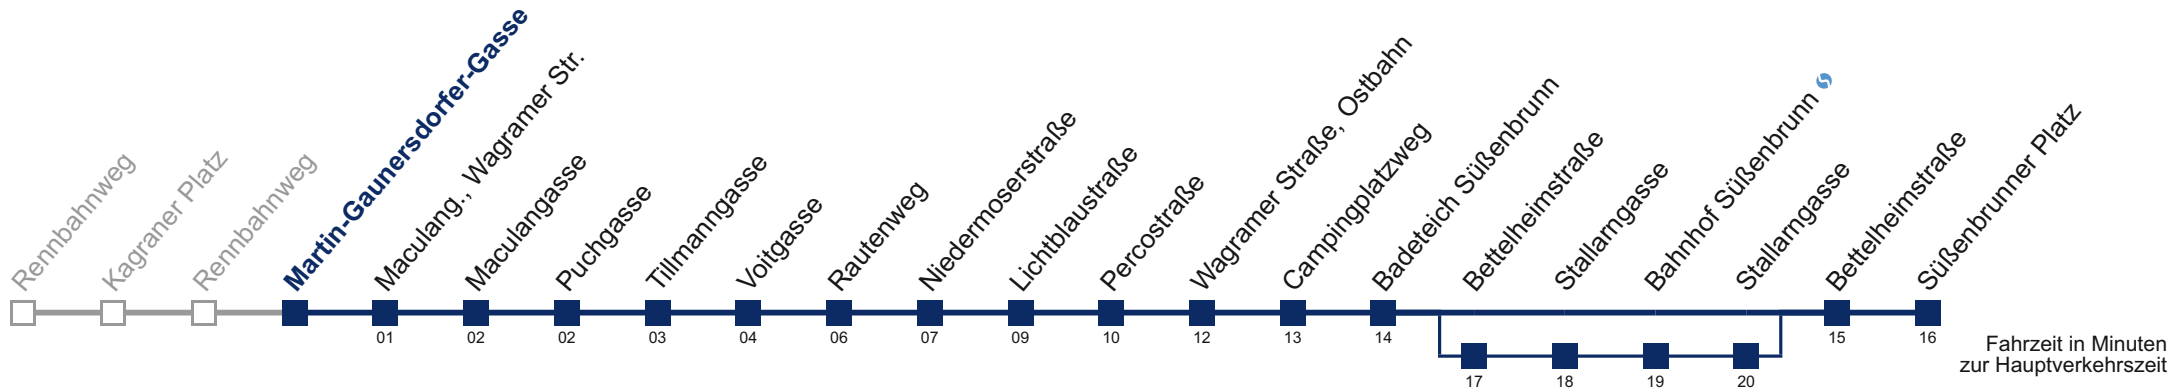 Rennbahnweg
Kagraner Platz
Rennbahnweg
Martin-Gaunersdorfer-Gasse
Maculang., Wagramer Str.
Maculangasse
Puchgasse
Tillmanngasse
Voitgasse
Rautenweg
Niedermoserstraße
Lichtblaustraße
Percostraße
Wagramer Straße, Ostbahn
Campingplatzweg
Badeteich Süßenbrunn
Bettelheimstraße
Stallarngasse
Bahnhof Süßenbrunn
Stallarngasse
Bettelheimstraße
Süßenbrunner Platz
01 02 02 03 04 06 07 09 10 12 13 14 15 16
17 18 19 20
Fahrzeit in Minuten
zur Hauptverkehrszeit